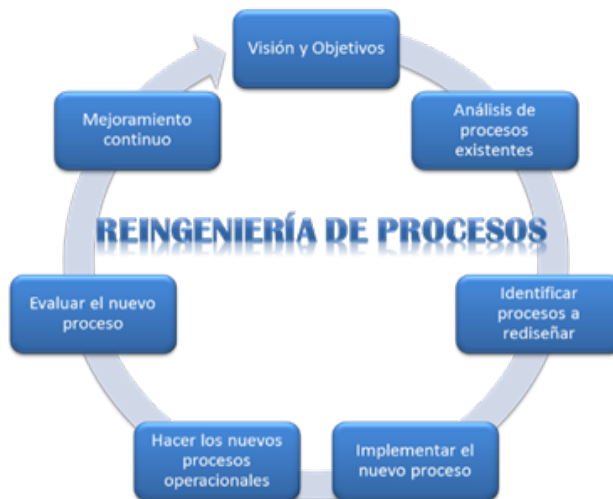 Visión y Objetivos
Análisis de
procesos
existentes
Mejoramiento
continuo
REINGENIERÍA DE PROCESOS
Identificar
procesos a
rediseñar
Evaluar el nuevo
proceso
Implementar el
nuevo proceso
Hacer los nuevos
procesos
operacionales